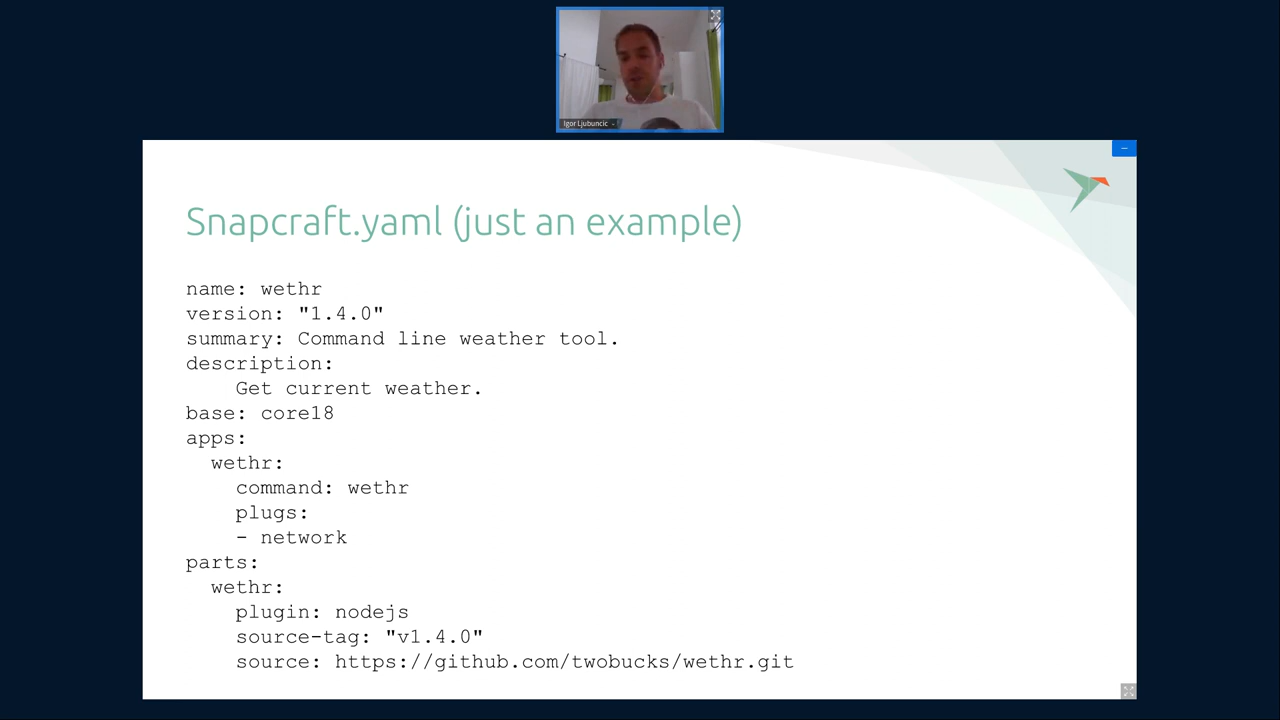 Igor Ljubuncic
Snapcraft.yaml (just an example)
name: wethr
version: "1.4.0"
summary: Command line weather tool.
description:
    Get current weather.
base: core18
apps:
  wethr:
    command: wethr
    plugs:
    - network
parts:
  wethr:
    plugin: nodejs
    source-tag: "v1.4.0"
    source: https://github.com/twobucks/wethr.git